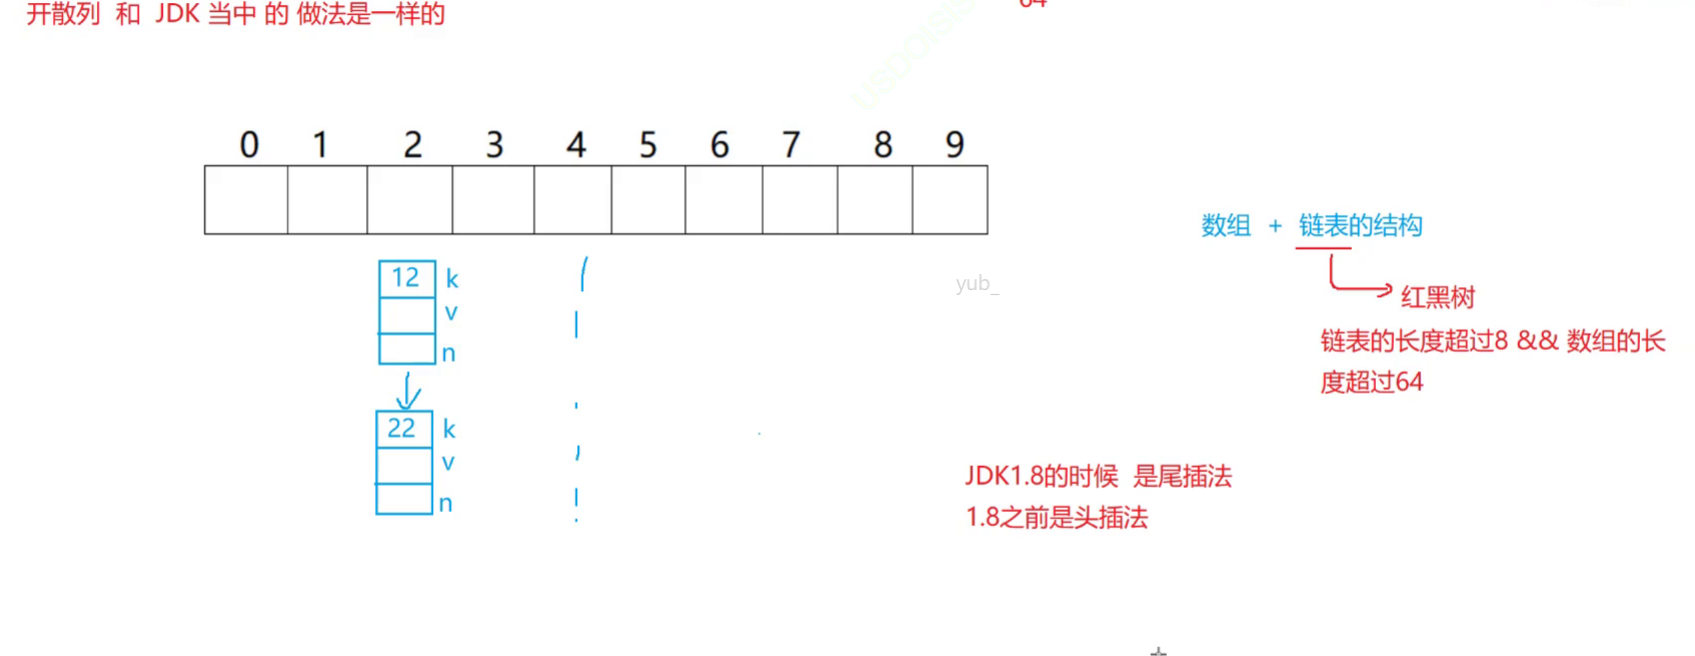 开散列 和 JDK 当中 的 做法是一样的
64
0 1 2 3 4 5 6 7 8 9
数组 + 链表的结构
12 k
v
n
yub_
红黑树
链表的长度超过8 && 数组的长
度超过64
22 k
v
n
JDK1.8的时候 是尾插法
1.8之前是头插法